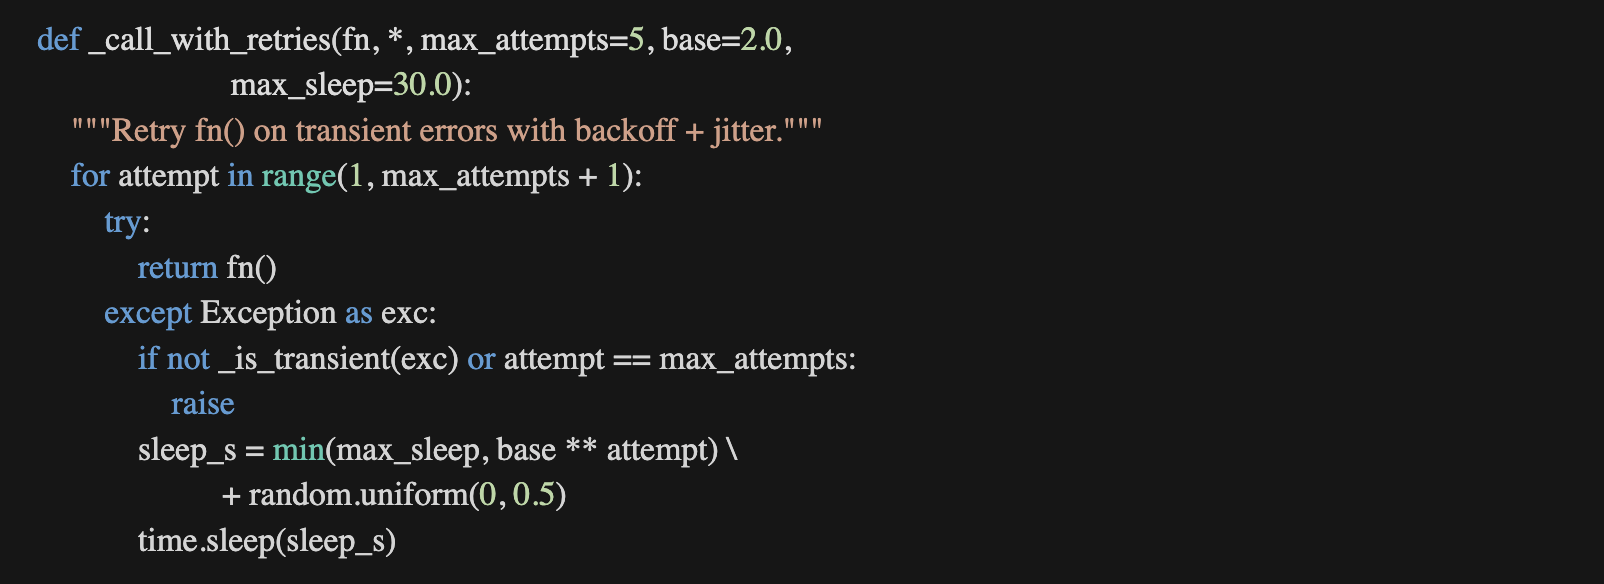 def _call_with_retries(fn, *, max_attempts=5, base=2.0,
max_sleep=30.0):
"""Retry fn() on transient errors with backoff + jitter."""
for attempt in range(1, max_attempts + 1):
try:
return fn()
except Exception as exc:
if not _is_transient(exc) or attempt == max_attempts:
raise
sleep_s = min(max_sleep, base ** attempt) \
+ random.uniform(0, 0.5)
time.sleep(sleep_s)